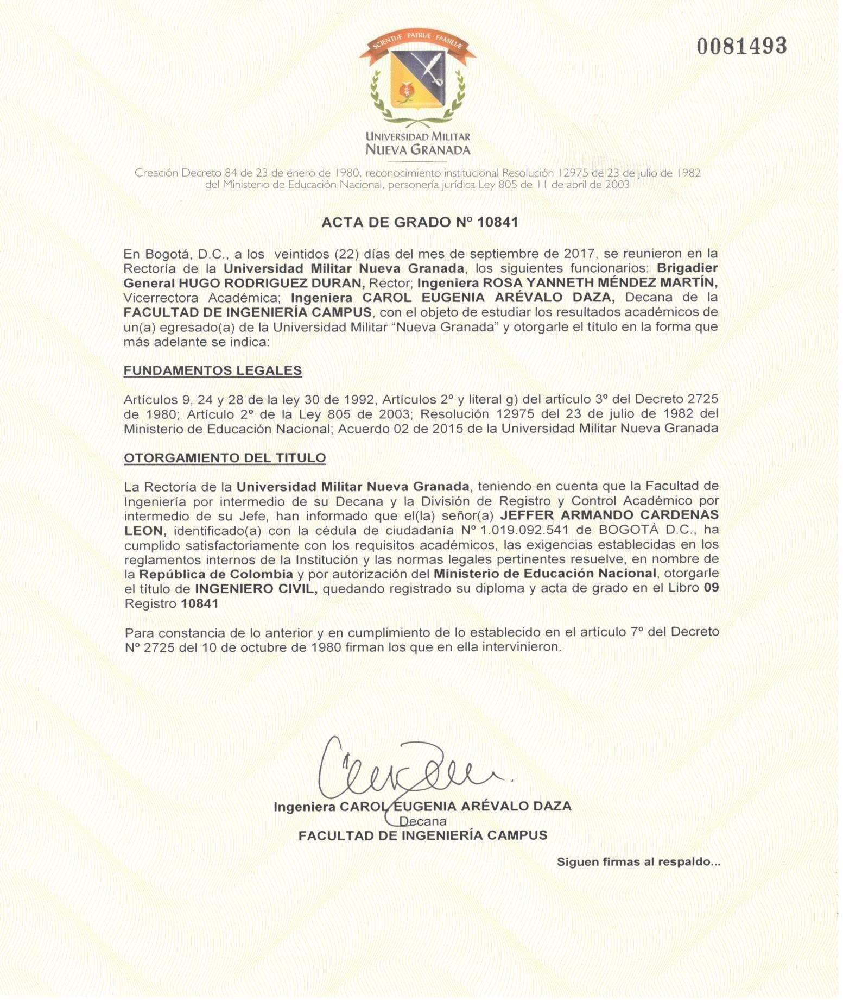 SCIENTIÆ · PATRIÆ · FAMILIÆ
0081493
UNIVERSIDAD MILITAR
NUEVA GRANADA
Creación Decreto 84 de 23 de enero de 1980, reconocimiento institucional Resolución 12975 de 23 de julio de 1982
del Ministerio de Educación Nacional, personería jurídica Ley 805 de 11 de abril de 2003
ACTA DE GRADO Nº 10841
En Bogotá, D.C., a los veintidos (22) días del mes de septiembre de 2017, se reunieron en la
Rectoría de la Universidad Militar Nueva Granada, los siguientes funcionarios: Brigadier
General HUGO RODRIGUEZ DURAN, Rector; Ingeniera ROSA YANNETH MÉNDEZ MARTÍN,
Vicerrectora Académica; Ingeniera CAROL EUGENIA ARÉVALO DAZA, Decana de la
FACULTAD DE INGENIERÍA CAMPUS, con el objeto de estudiar los resultados académicos de
un(a) egresado(a) de la Universidad Militar “Nueva Granada” y otorgarle el título en la forma que
más adelante se indica:
FUNDAMENTOS LEGALES
Artículos 9, 24 y 28 de la ley 30 de 1992, Artículos 2º y literal g) del artículo 3º del Decreto 2725
de 1980; Artículo 2º de la Ley 805 de 2003; Resolución 12975 del 23 de julio de 1982 del
Ministerio de Educación Nacional; Acuerdo 02 de 2015 de la Universidad Militar Nueva Granada
OTORGAMIENTO DEL TITULO
La Rectoría de la Universidad Militar Nueva Granada, teniendo en cuenta que la Facultad de
Ingeniería por intermedio de su Decana y la División de Registro y Control Académico por
intermedio de su Jefe, han informado que el(la) señor(a) JEFFER ARMANDO CARDENAS
LEON, identificado(a) con la cédula de ciudadanía Nº 1.019.092.541 de BOGOTÁ D.C., ha
cumplido satisfactoriamente con los requisitos académicos, las exigencias establecidas en los
reglamentos internos de la Institución y las normas legales pertinentes resuelve, en nombre de
la República de Colombia y por autorización del Ministerio de Educación Nacional, otorgarle
el título de INGENIERO CIVIL, quedando registrado su diploma y acta de grado en el Libro 09
Registro 10841
Para constancia de lo anterior y en cumplimiento de lo establecido en el artículo 7º del Decreto
Nº 2725 del 10 de octubre de 1980 firman los que en ella intervinieron.
Ingeniera CAROL EUGENIA ARÉVALO DAZA
Decana
FACULTAD DE INGENIERÍA CAMPUS
Siguen firmas al respaldo...